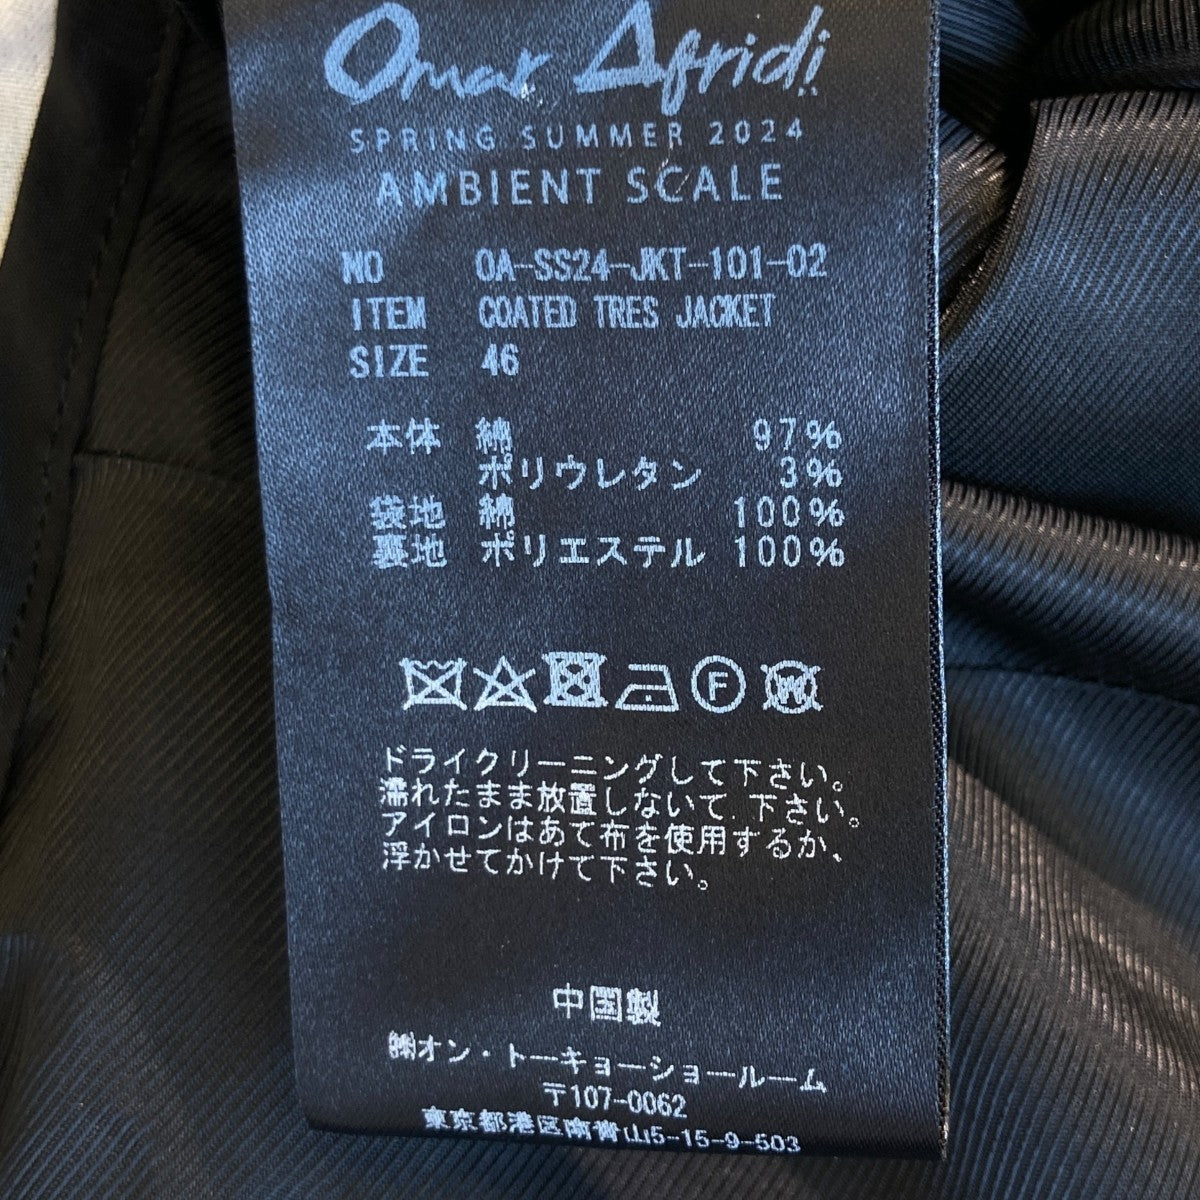 Omar Afridi
SPRING SUMMER 2024
AMBIENT SCALE
NO OA-SS24-JKT-101-02
ITEM COATED TRES JACKET
SIZE 46
本体 綿 97%
ポリウレタン 3%
袋地 綿 100%
裏地 ポリエステル 100%
F W
ドライクリーニングして下さい。
濡れたまま放置しないで下さい。
アイロンはあて布を使用するか、
浮かせてかけて下さい。
中国製
㈱オン・トーキョーショールーム
〒107-0062
東京都港区南青山5-15-9-503